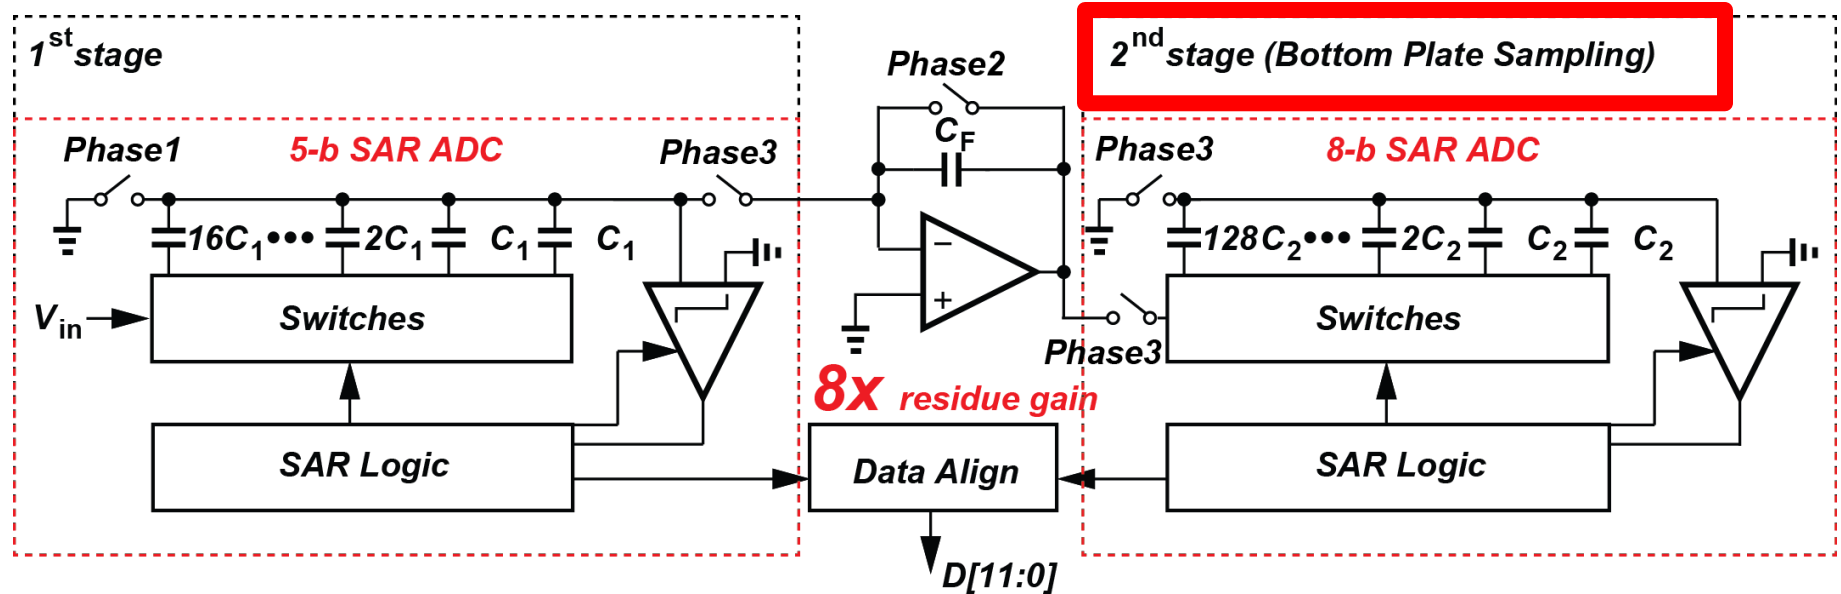 1st stage
2nd stage (Bottom Plate Sampling)
Phase2
Phase1
5-b SAR ADC
Phase3
CF
Phase3
8-b SAR ADC
16C1
2C1
C1
C1
128C2
2C2
C2
C2
−
+
Vin
Switches
Phase3
Switches
8x residue gain
SAR Logic
Data Align
SAR Logic
D[11:0]